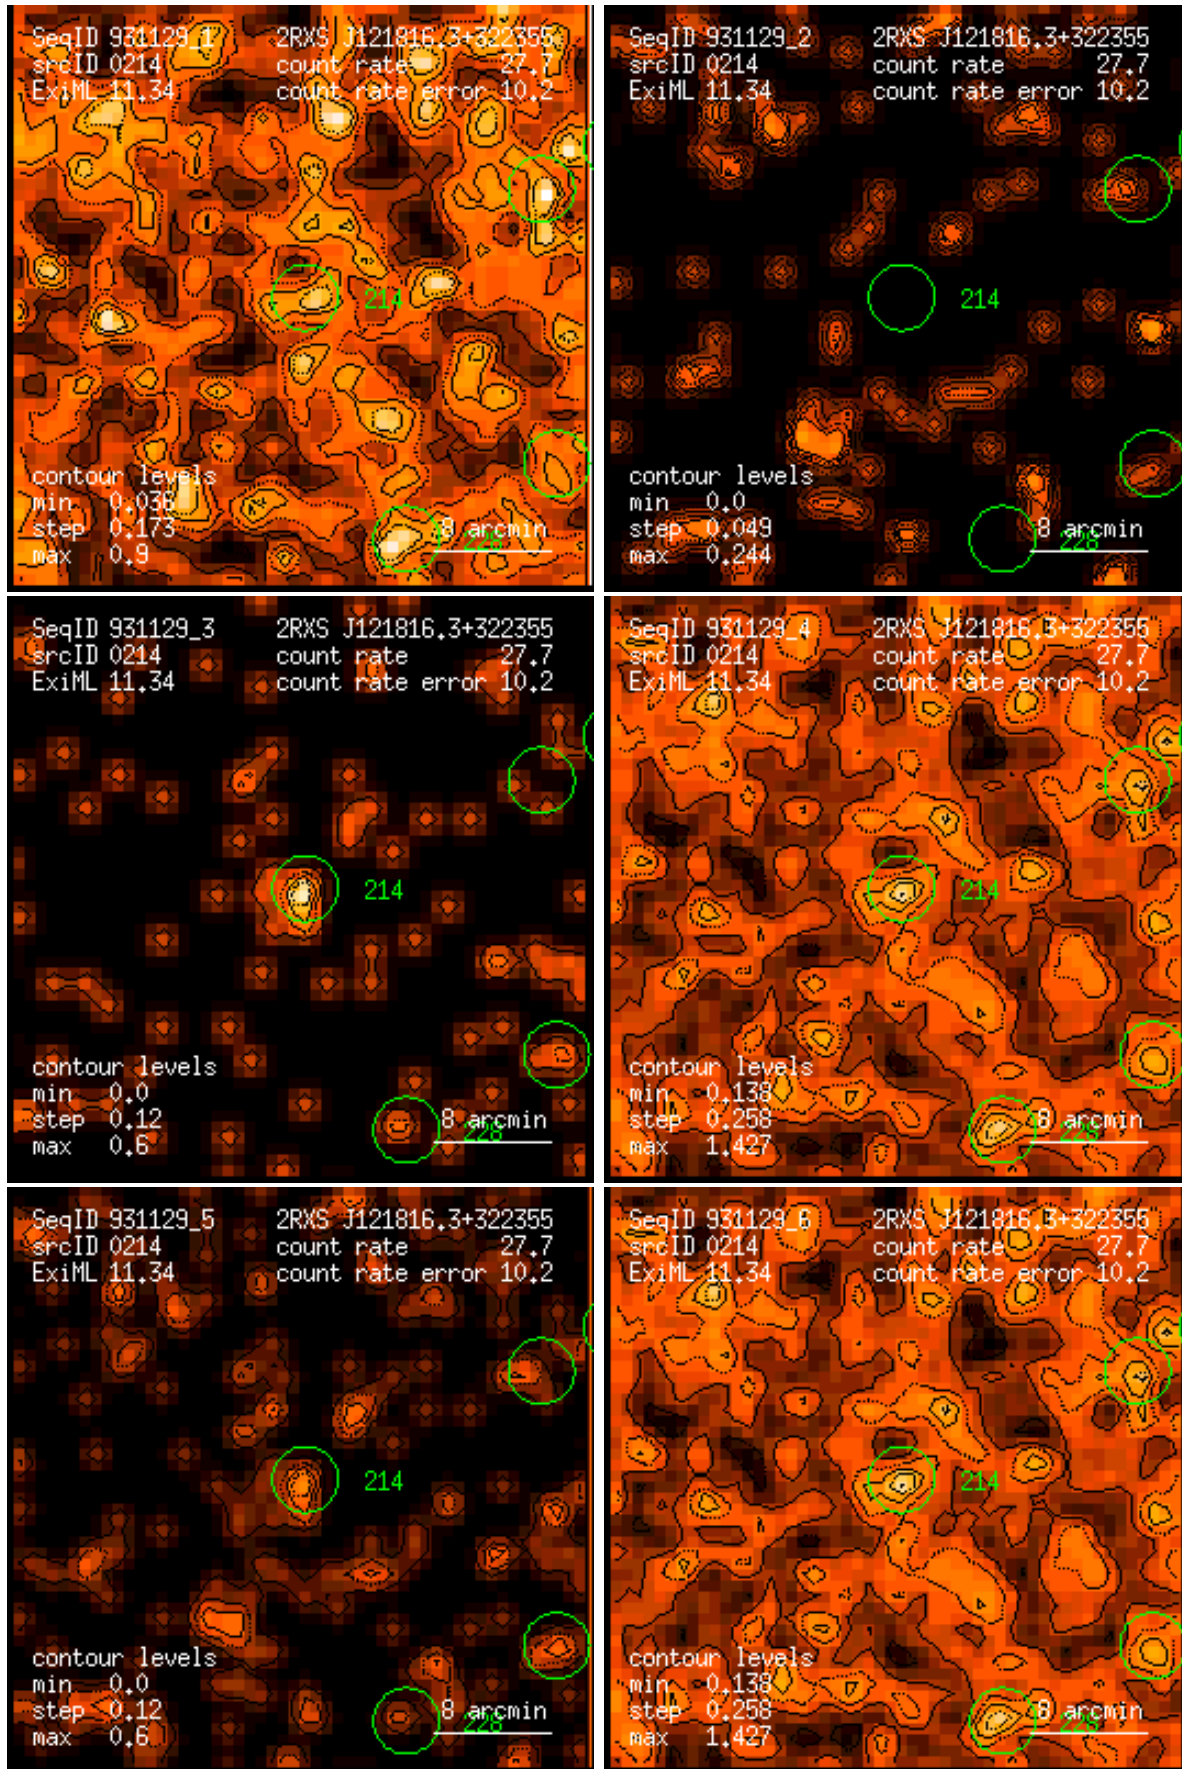 SeqID 931129_1 2RXS J121816.3+322355
srcID 0214 count rate 27.7
ExiML 11.34 count rate error 10.2
214
contour levels
min 0.036
step 0.173 8 arcmin
max 0.9 228
SeqID 931129_2 2RXS J121816.3+322355
srcID 0214 count rate 27.7
ExiML 11.34 count rate error 10.2
214
contour levels
min 0.0
step 0.049 8 arcmin
max 0.244 228
SeqID 931129_3 2RXS J121816.3+322355
srcID 0214 count rate 27.7
ExiML 11.34 count rate error 10.2
214
contour levels
min 0.0
step 0.12 8 arcmin
max 0.6 228
SeqID 931129_4 2RXS J121816.3+322355
srcID 0214 count rate 27.7
ExiML 11.34 count rate error 10.2
214
contour levels
min 0.138
step 0.258 8 arcmin
max 1.427 228
SeqID 931129_5 2RXS J121816.3+322355
srcID 0214 count rate 27.7
ExiML 11.34 count rate error 10.2
214
contour levels
min 0.0
step 0.12 8 arcmin
max 0.6 228
SeqID 931129_6 2RXS J121816.3+322355
srcID 0214 count rate 27.7
ExiML 11.34 count rate error 10.2
214
contour levels
min 0.138
step 0.258 8 arcmin
max 1.427 228